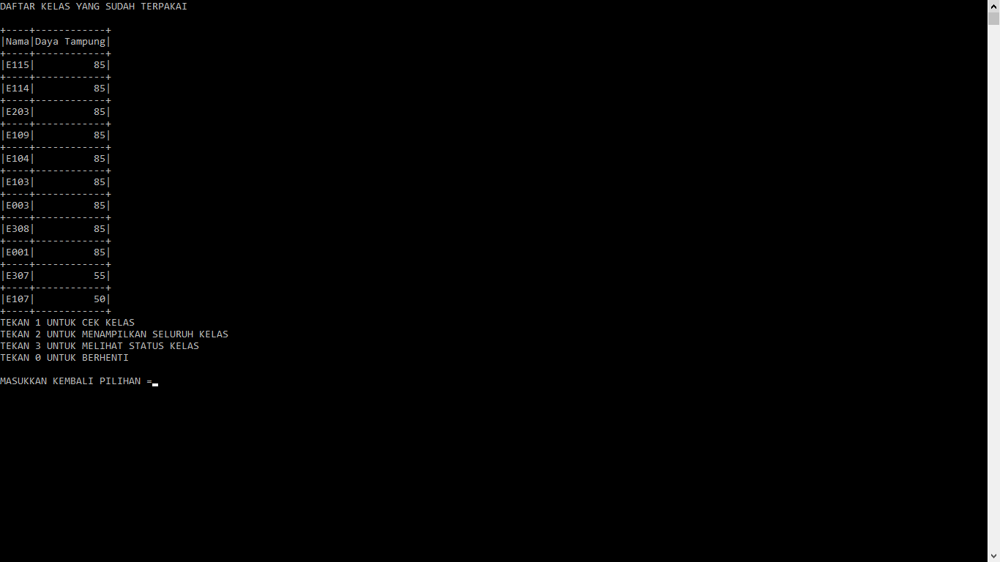 DAFTAR KELAS YANG SUDAH TERPAKAI

+----+------------+
|Nama|Daya Tampung|
+----+------------+
|E115|          85|
+----+------------+
|E114|          85|
+----+------------+
|E203|          85|
+----+------------+
|E109|          85|
+----+------------+
|E104|          85|
+----+------------+
|E103|          85|
+----+------------+
|E003|          85|
+----+------------+
|E308|          85|
+----+------------+
|E001|          85|
+----+------------+
|E307|          55|
+----+------------+
|E107|          50|
+----+------------+
TEKAN 1 UNTUK CEK KELAS
TEKAN 2 UNTUK MENAMPILKAN SELURUH KELAS
TEKAN 3 UNTUK MELIHAT STATUS KELAS
TEKAN 0 UNTUK BERHENTI

MASUKKAN KEMBALI PILIHAN =